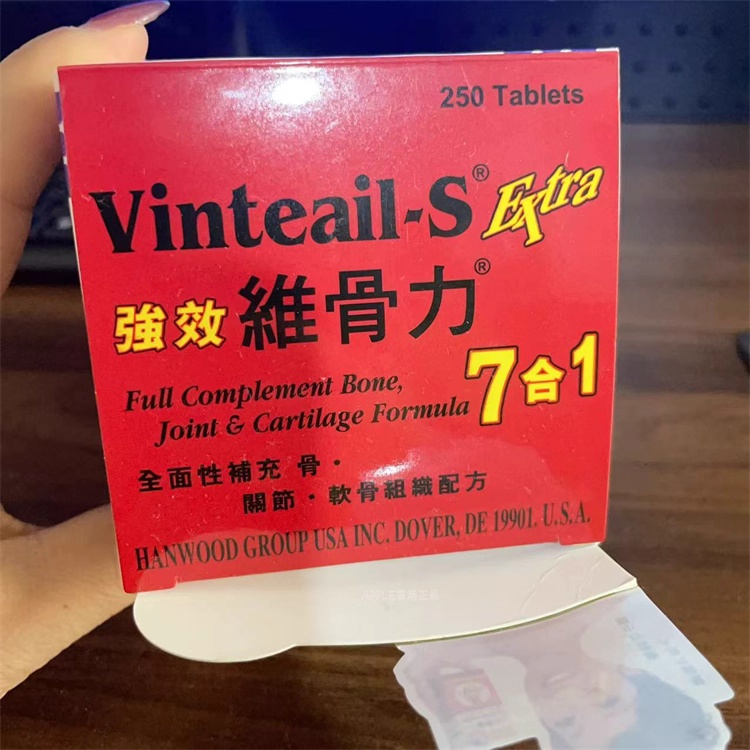 250 Tablets
Vinteail-S® Extra
強效 維骨力®
Full Complement Bone,
Joint & Cartilage Formula
7合1
全面性補充 骨・
關節・軟骨組織配方
HANWOOD GROUP USA INC. DOVER, DE 19901. U.S.A.